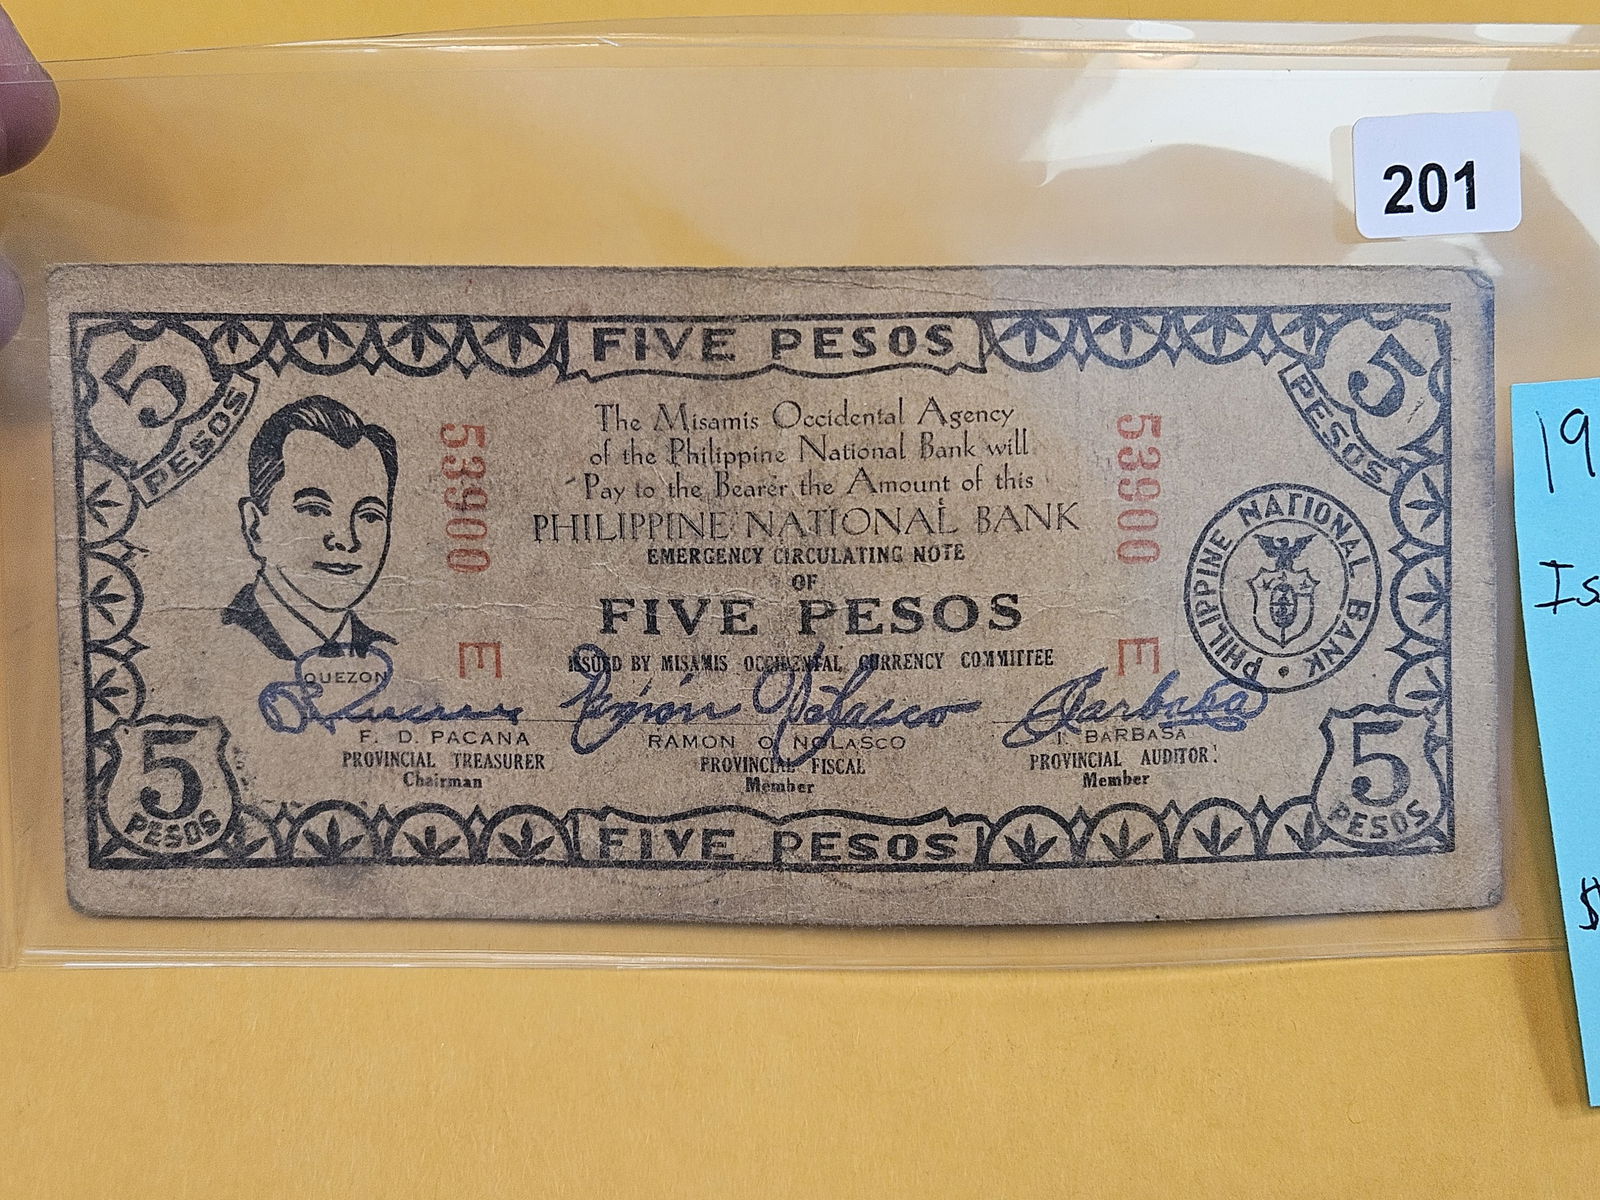 201
FIVE PESOS
5
PESOS
5
PESOS
The Misamis Occidental Agency
of the Philippine National Bank will
Pay to the Bearer the Amount of this
PHILIPPINE NATIONAL BANK
EMERGENCY CIRCULATING NOTE
OF
FIVE PESOS
ISSUED BY MISAMIS OCCIDENTAL CURRENCY COMMITTEE
53900 E
53900 E
PHILIPPINE NATIONAL BANK
QUEZON
F. D. PACANA
PROVINCIAL TREASURER
Chairman
RAMON O. NOLASCO
PROVINCIAL FISCAL
Member
I. BARBASA
PROVINCIAL AUDITOR
Member
5
PESOS
5
PESOS
FIVE PESOS
19
Is
$